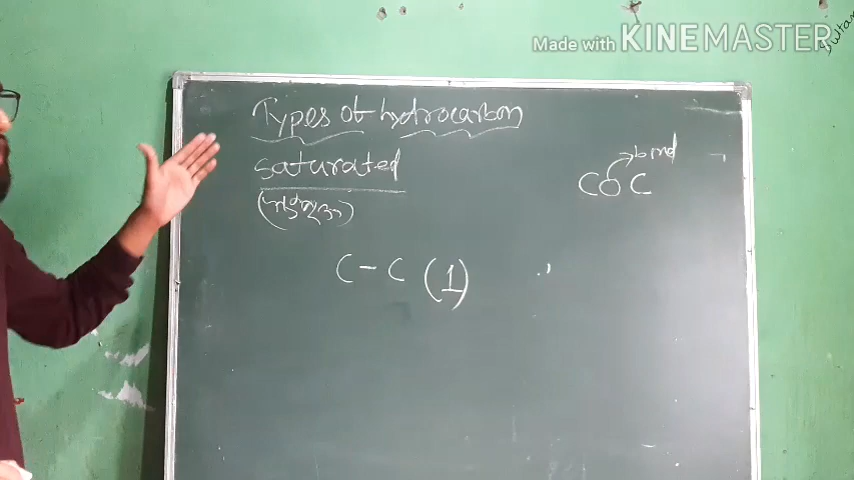 Made with KINEMASTER
Types of hydrocarbon
saturated
bond
C C
C - C (1)